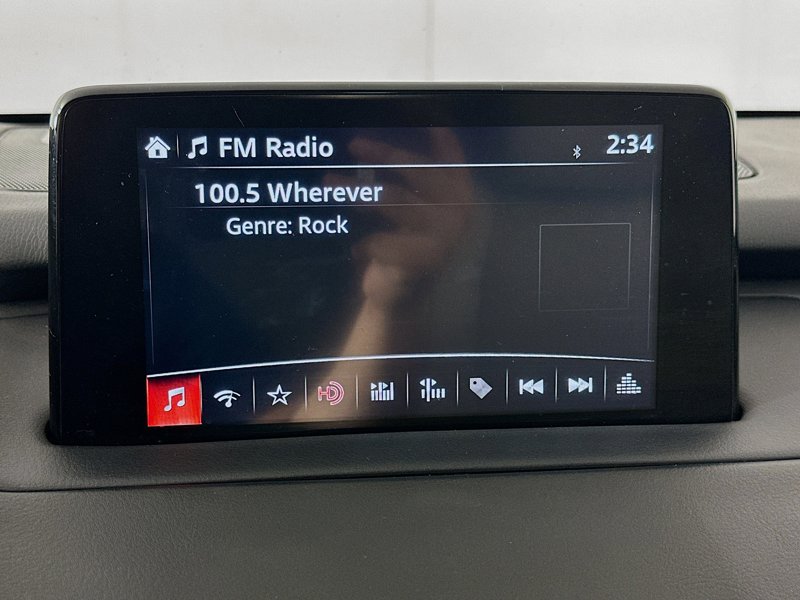 FM Radio 2:34
100.5 Wherever
Genre: Rock
HD